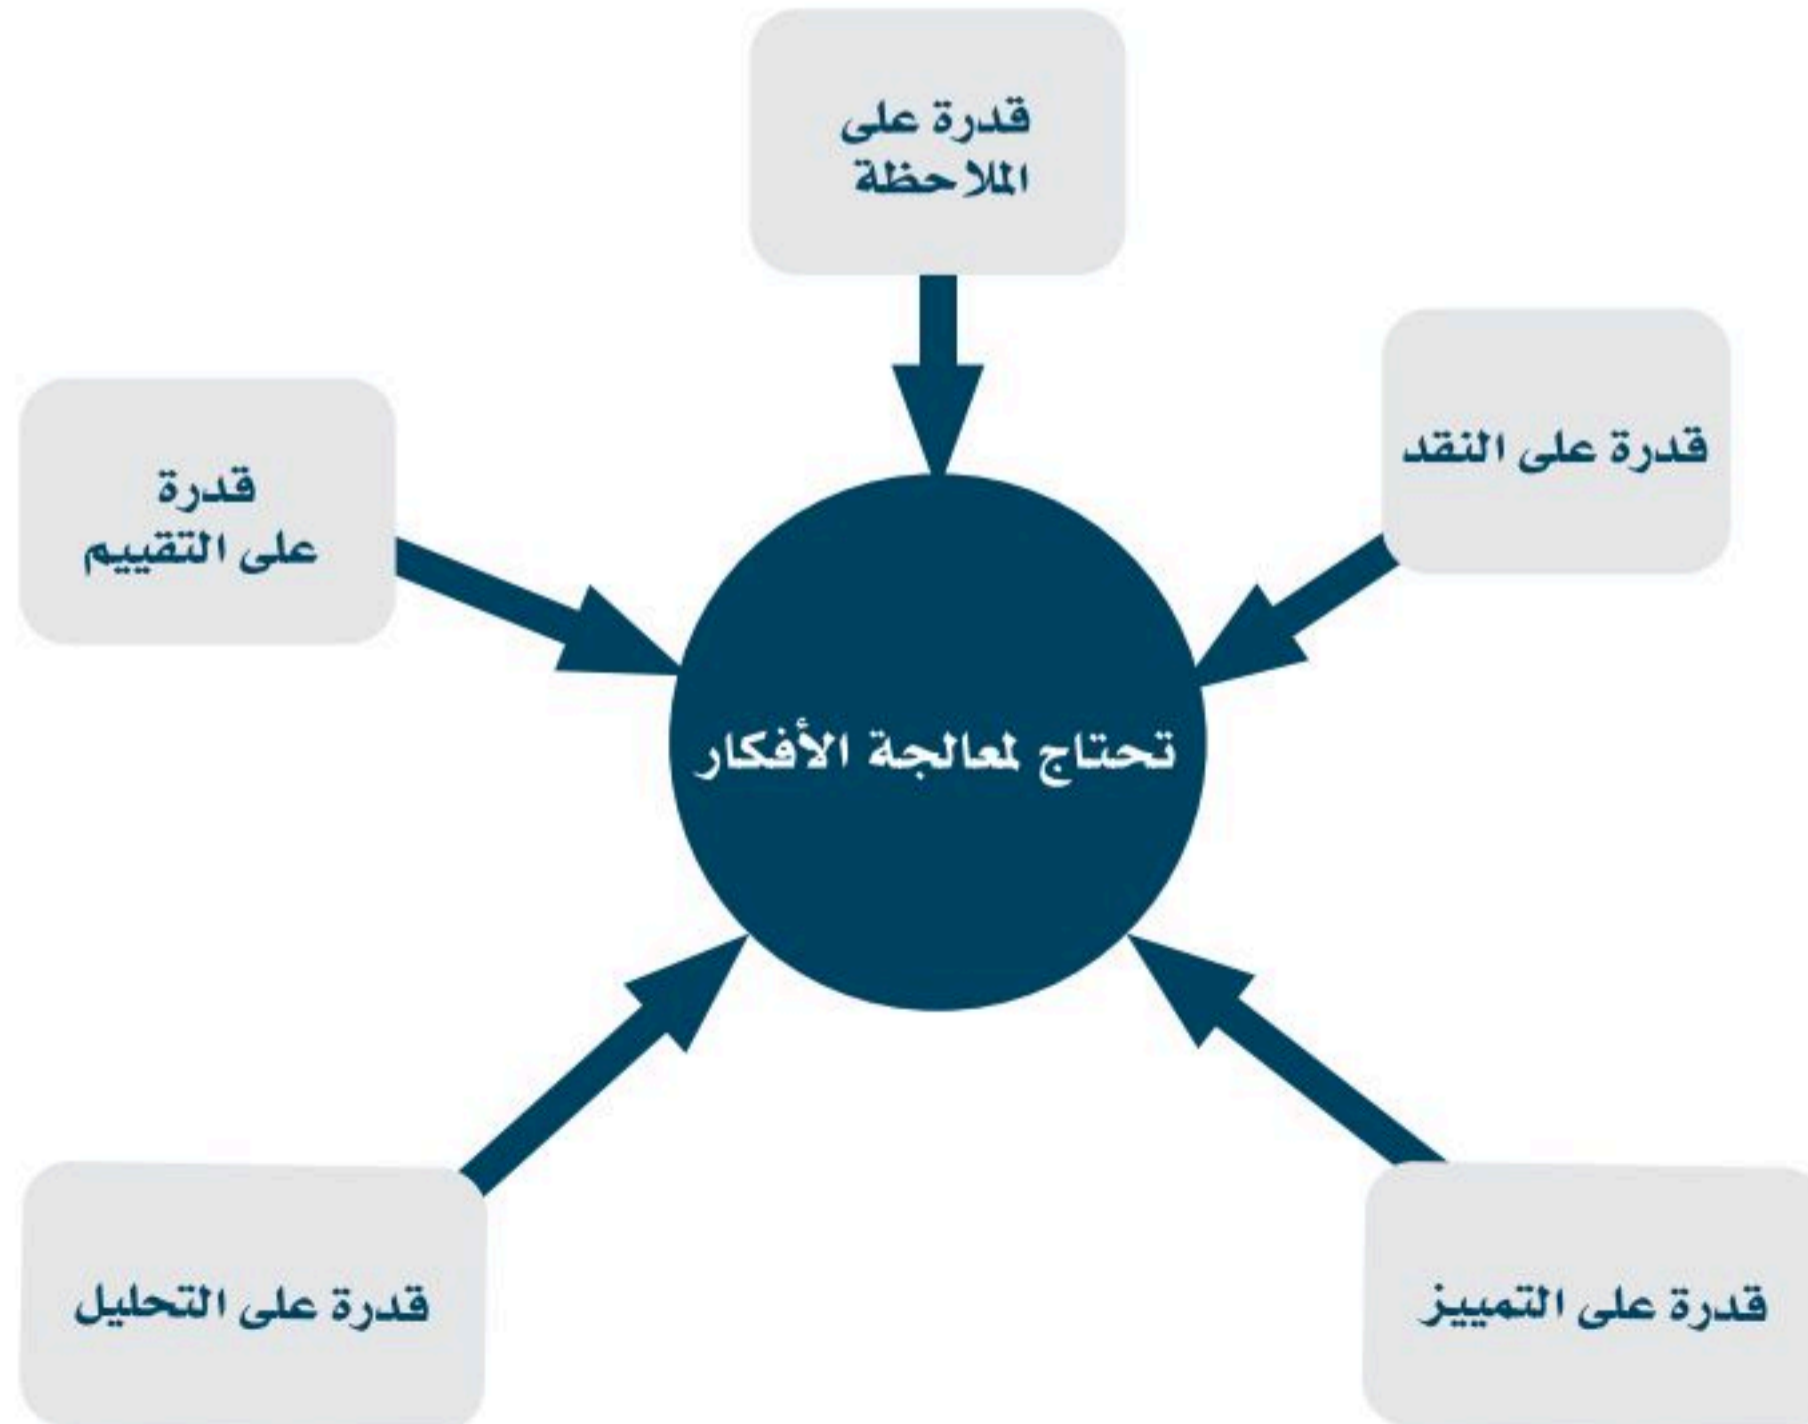 قدرة على
الملاحظة
قدرة على النقد
قدرة
على التقييم
تحتاج لمعالجة الأفكار
قدرة على التمييز
قدرة على التحليل